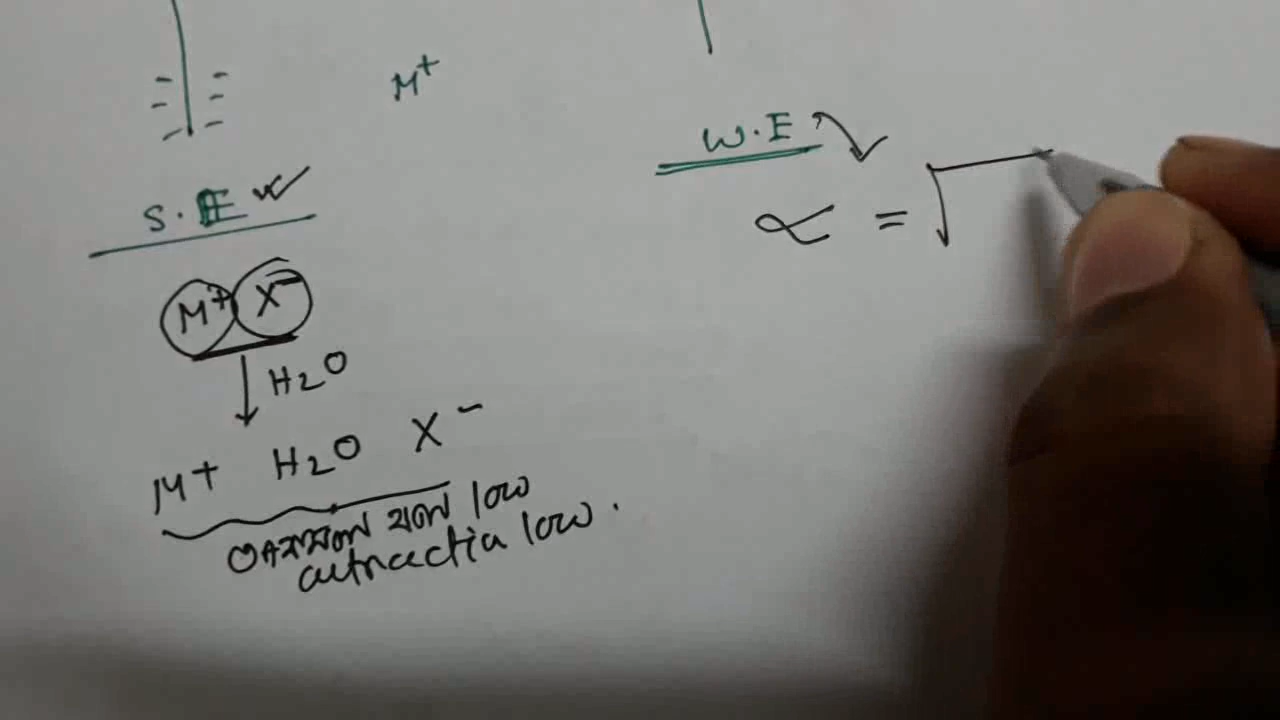 M⁺
W.E
S.E
α = √
M⁺ X⁻
H₂O
M⁺ H₂O X⁻
low
attraction low.